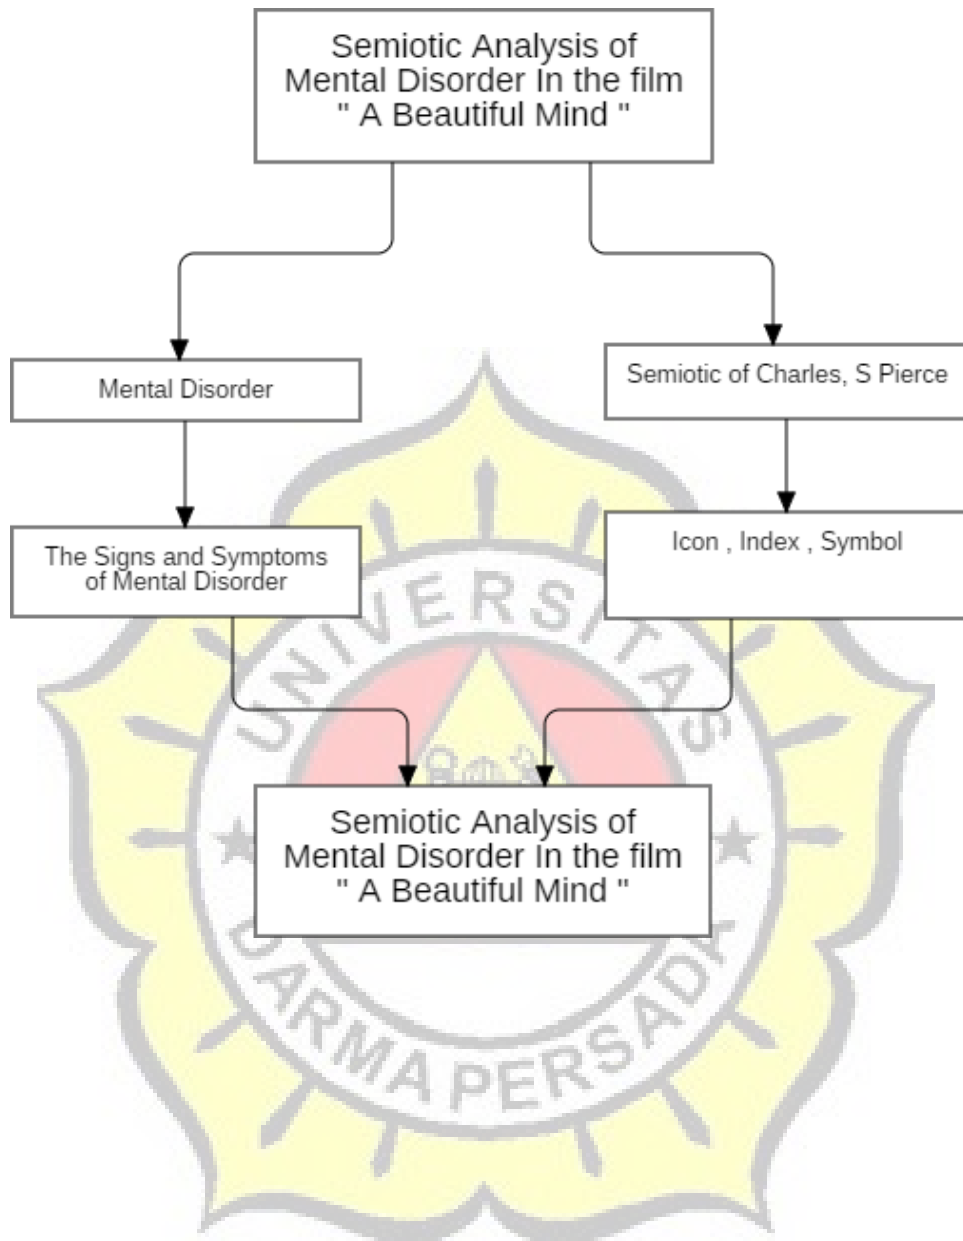 Semiotic Analysis of
Mental Disorder In the film
" A Beautiful Mind "
Mental Disorder
Semiotic of Charles, S Pierce
The Signs and Symptoms
of Mental Disorder
Icon , Index , Symbol
UNIVERSITAS
Semiotic Analysis of
Mental Disorder In the film
" A Beautiful Mind "
DARMA PERSADA